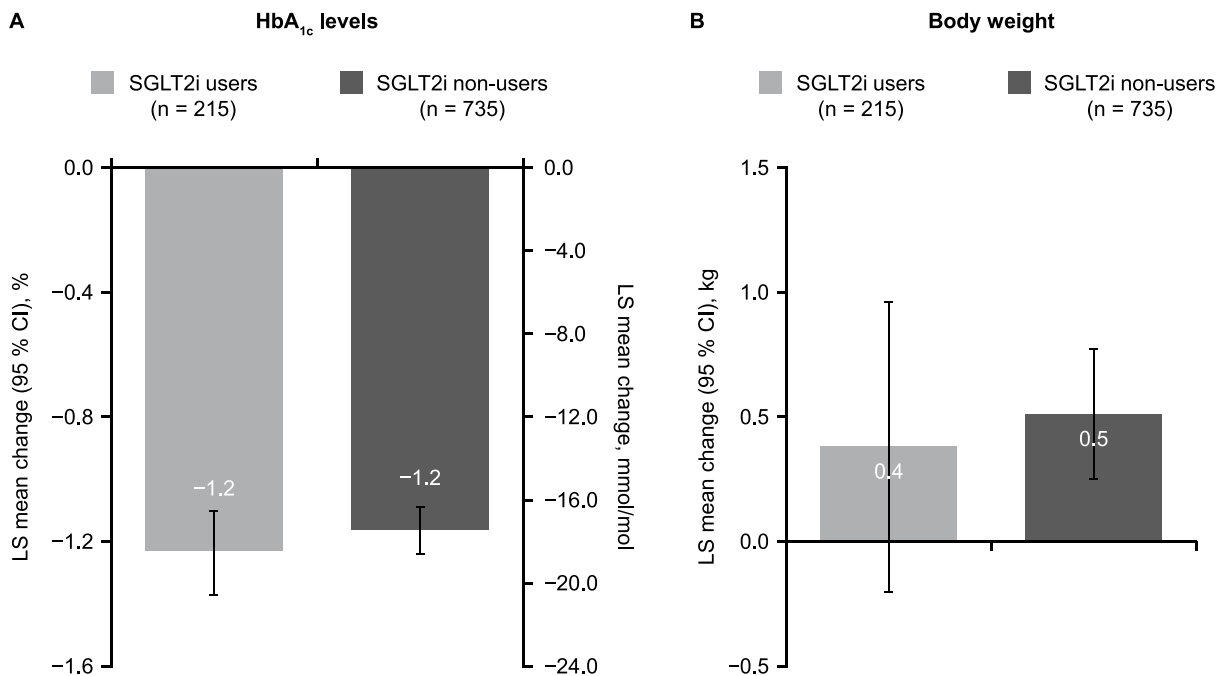 A
HbA1c levels
SGLT2i users
(n = 215)
SGLT2i non-users
(n = 735)
LS mean change (95 % CI), %
0.0
−0.4
−0.8
−1.2
−1.6
−1.2
−1.2
0.0
−4.0
−8.0
−12.0
−16.0
−20.0
−24.0
LS mean change, mmol/mol
B
Body weight
SGLT2i users
(n = 215)
SGLT2i non-users
(n = 735)
LS mean change (95 % CI), kg
1.5
1.0
0.5
0.0
−0.5
0.4
0.5